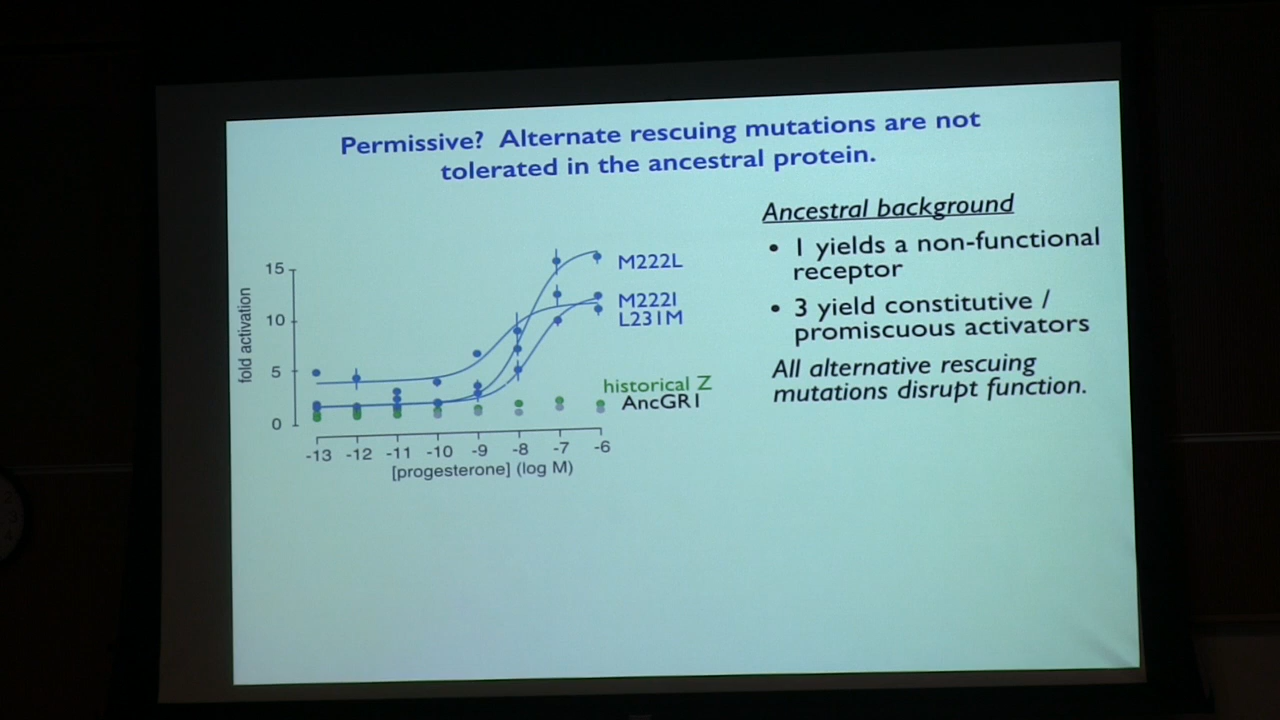 Permissive? Alternate rescuing mutations are not
tolerated in the ancestral protein.
Ancestral background
• 1 yields a non-functional
receptor
• 3 yield constitutive /
promiscuous activators
All alternative rescuing
mutations disrupt function.
fold activation
15
10
5
0
M222L
M222I
L231M
historical Z
AncGR1
-13 -12 -11 -10 -9 -8 -7 -6
[progesterone] (log M)